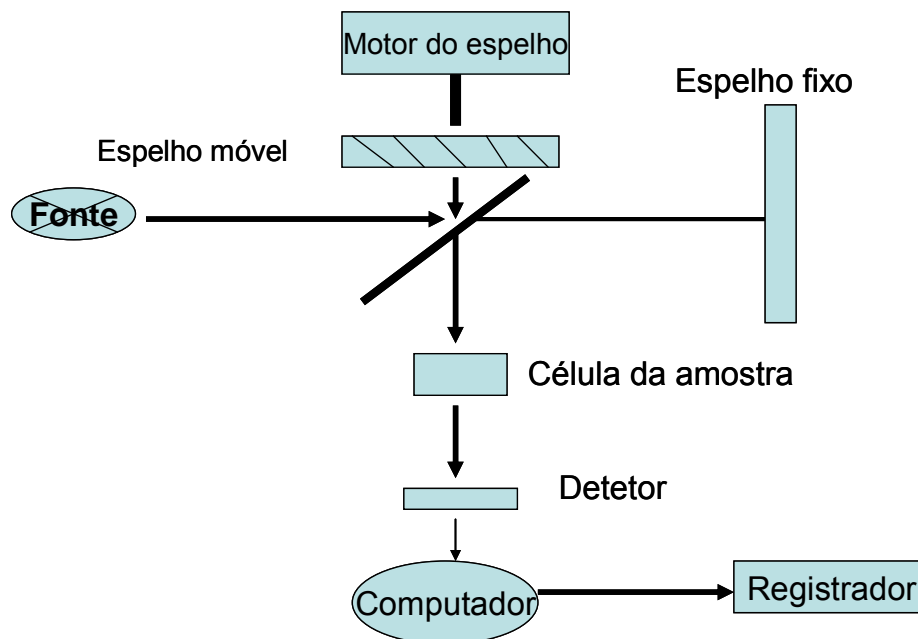 Motor do espelho
Espelho fixo
Espelho móvel
Fonte
Célula da amostra
Detetor
Computador
Registrador